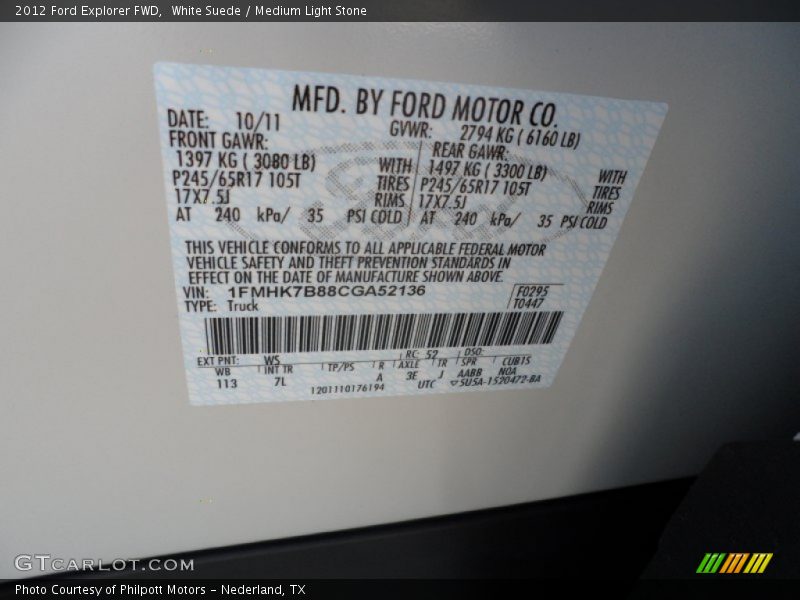 2012 Ford Explorer FWD, White Suede / Medium Light Stone
MFD. BY FORD MOTOR CO.
DATE: 10/11 GVWR: 2794 KG ( 6160 LB)
FRONT GAWR: REAR GAWR:
1397 KG ( 3080 LB) WITH 1497 KG ( 3300 LB) WITH
P245/65R17 105T TIRES P245/65R17 105T TIRES
17X7.5J RIMS 17X7.5J RIMS
AT 240 kPa/ 35 PSI COLD AT 240 kPa/ 35 PSI COLD
THIS VEHICLE CONFORMS TO ALL APPLICABLE FEDERAL MOTOR
VEHICLE SAFETY AND THEFT PREVENTION STANDARDS IN
EFFECT ON THE DATE OF MANUFACTURE SHOWN ABOVE.
VIN: 1FMHK7B88CGA52136 F0295
TYPE: Truck T0447
EXT PNT: WS RC: 52 DSO:
WB INT TR TP/PS R AXLE TR SPR CUB1S
113 7L A 3E J AABB NOA
1201110176194 UTC ▽5U5A-1520472-BA
GTCARLOT.COM
Photo Courtesy of Philpott Motors - Nederland, TX